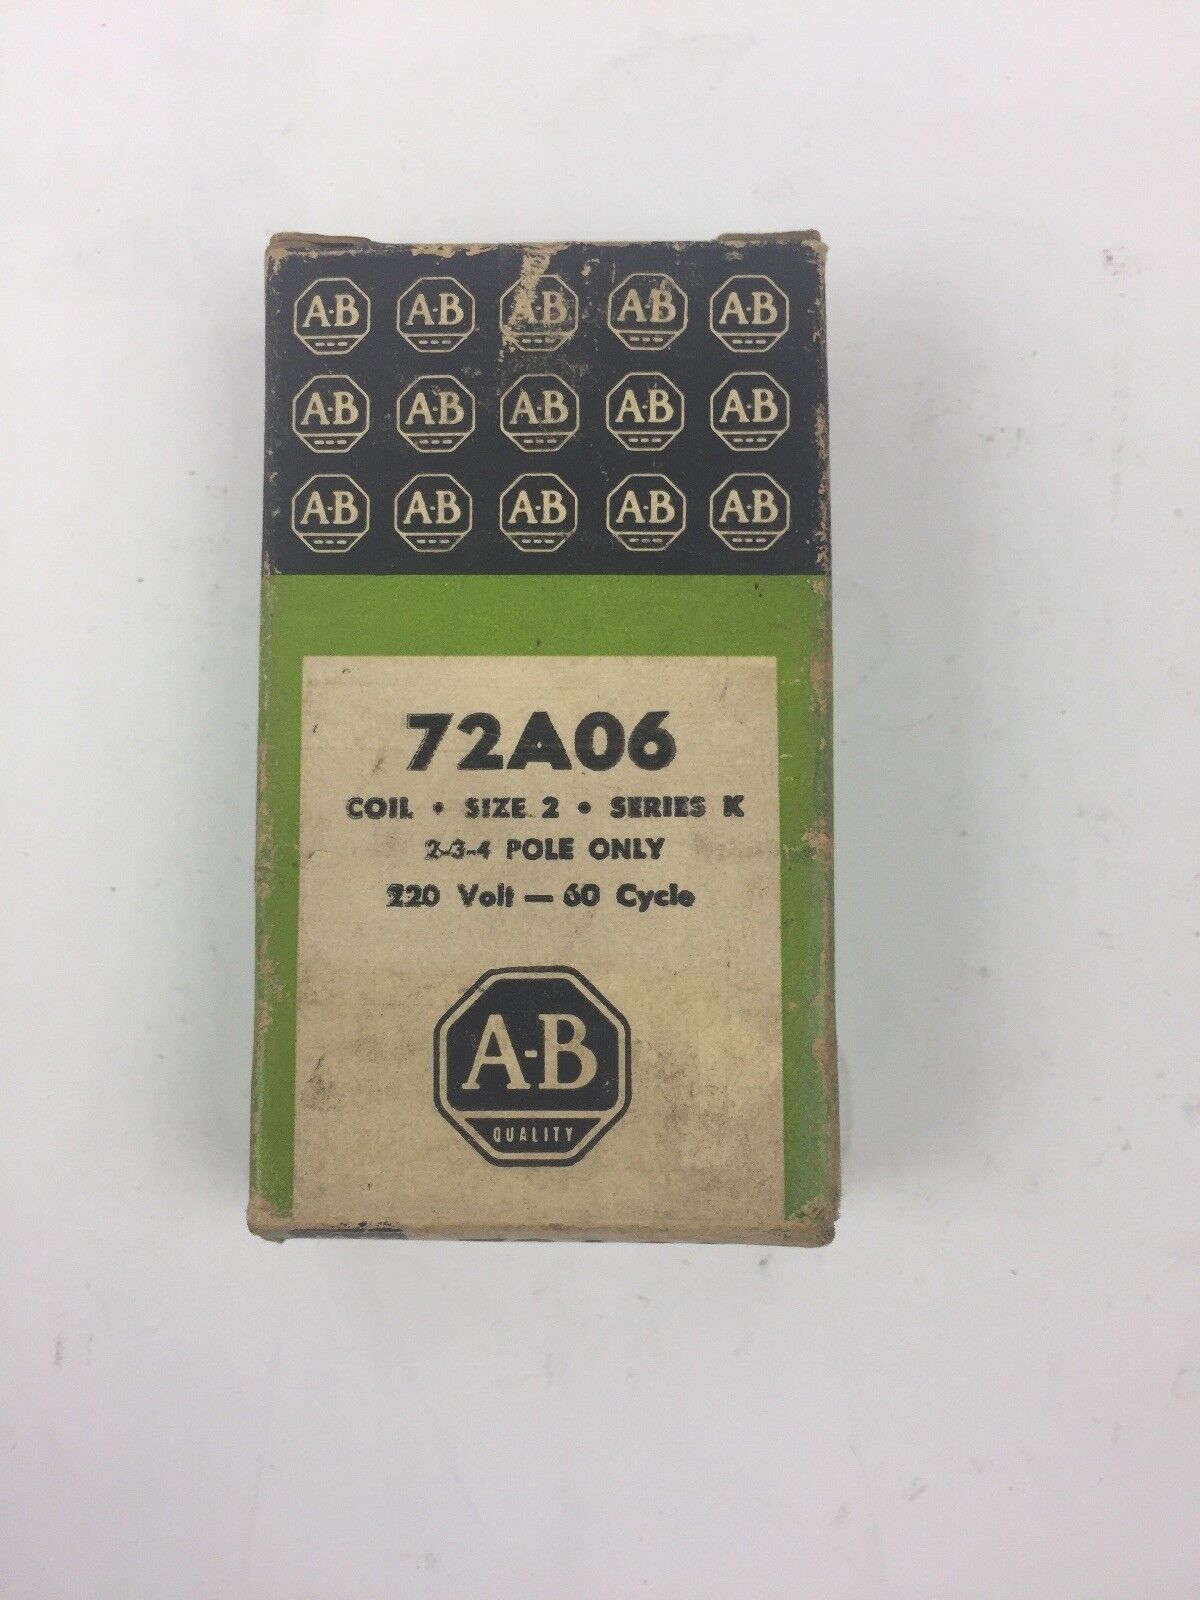 A-B A-B A-B A-B A-B
A-B A-B A-B A-B A-B
A-B A-B A-B A-B A-B
72A06
COIL • SIZE 2 • SERIES K
2-3-4 POLE ONLY
220 Volt — 60 Cycle
A-B
QUALITY